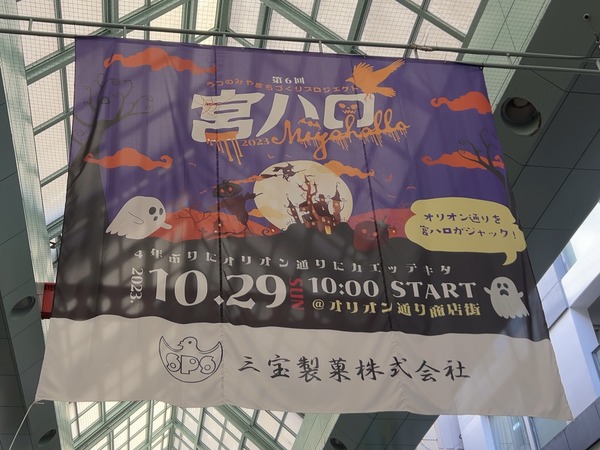 第6回
うつのみやまちづくりプロジェクト
宮ハロ
2023 Miyahallo
オリオン通りを
宮ハロがジャック!
4年ぶりにオリオン通りにカエッテキタ
2023 10.29 SUN 10:00 START
@オリオン通り商店街
三宝製菓株式会社